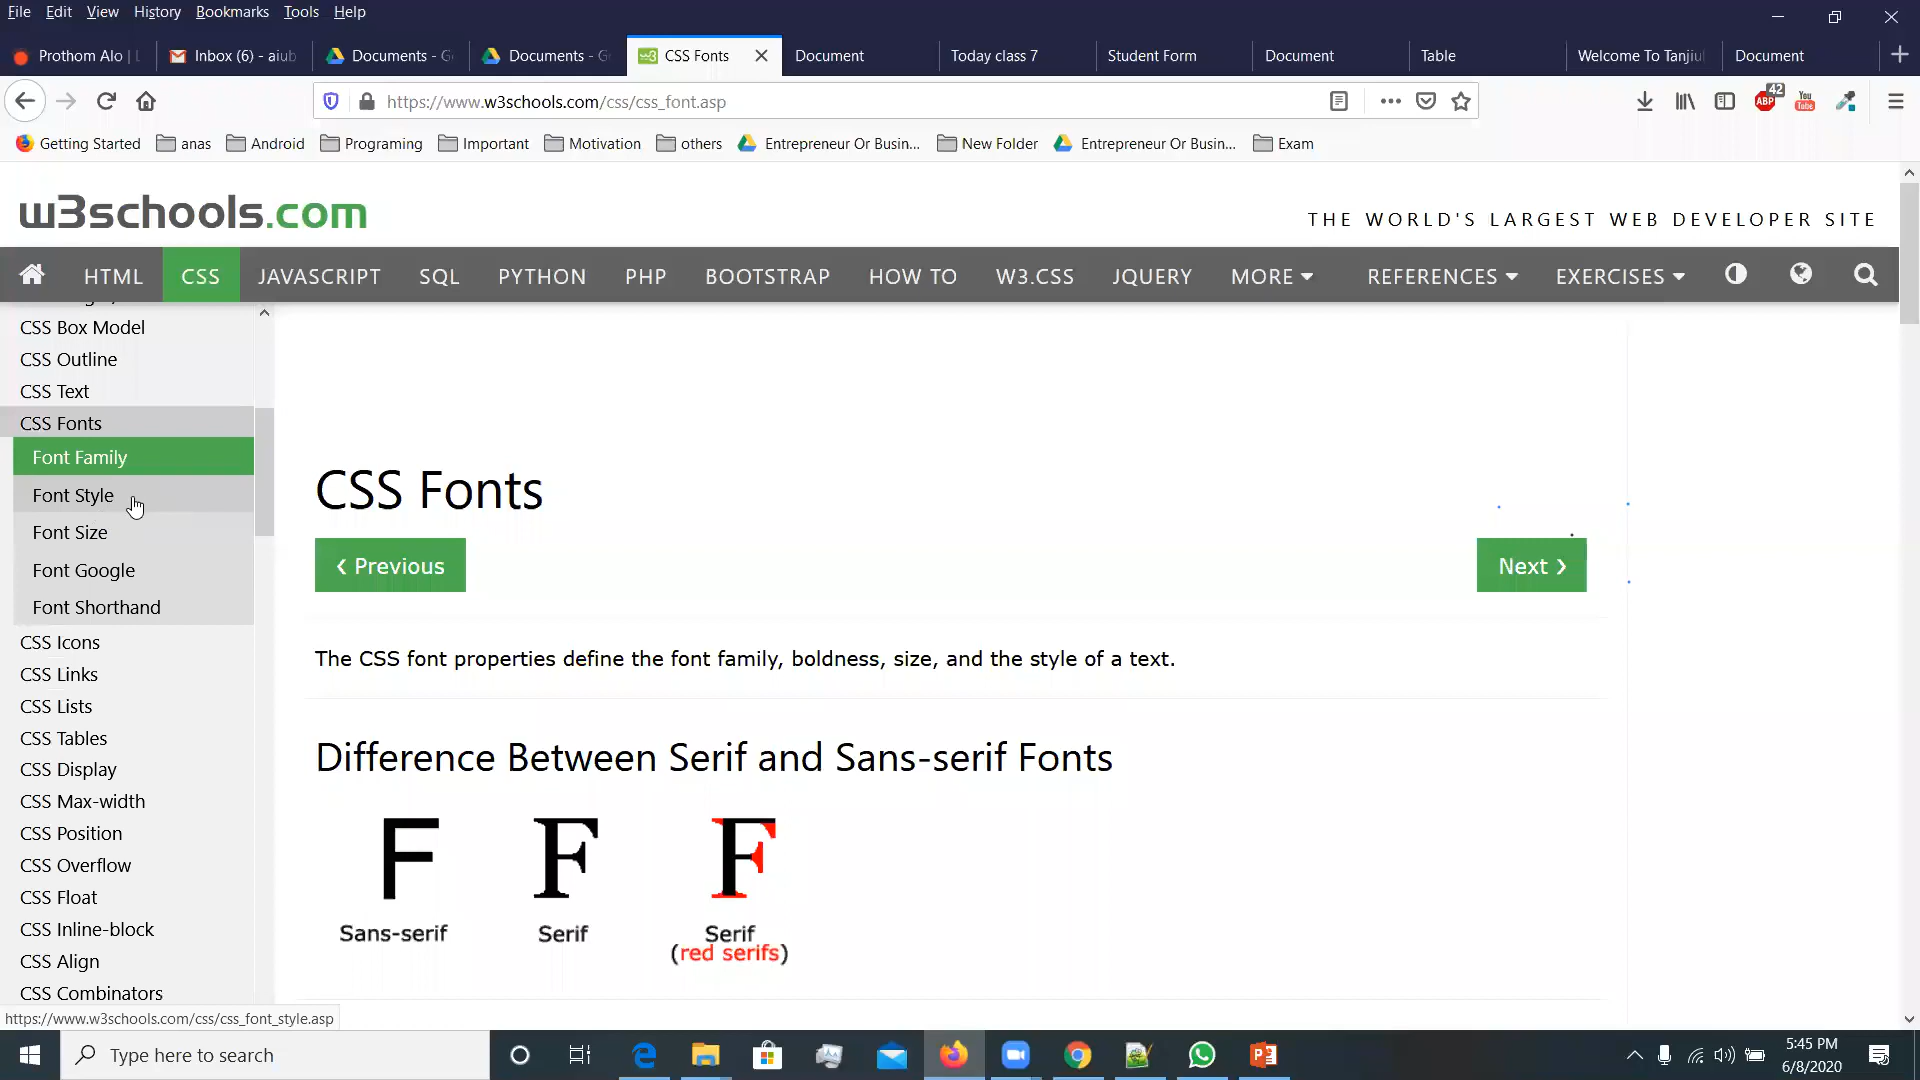 File Edit View History Bookmarks Tools Help
Prothom Alo | Inbox (6) - aiub Documents - G Documents - G CSS Fonts Document Today class 7 Student Form Document Table Welcome To Tanjiu Document
https://www.w3schools.com/css/css_font.asp
42 ABP You Tube
Getting Started anas Android Programing Important Motivation others Entrepreneur Or Busin... New Folder Entrepreneur Or Busin... Exam
w3schools.com
THE WORLD'S LARGEST WEB DEVELOPER SITE
HTML CSS JAVASCRIPT SQL PYTHON PHP BOOTSTRAP HOW TO W3.CSS JQUERY MORE REFERENCES EXERCISES
CSS Box Model
CSS Outline
CSS Text
CSS Fonts
Font Family
Font Style
Font Size
Font Google
Font Shorthand
CSS Icons
CSS Links
CSS Lists
CSS Tables
CSS Display
CSS Max-width
CSS Position
CSS Overflow
CSS Float
CSS Inline-block
CSS Align
CSS Combinators
CSS Fonts
❮ Previous
Next ❯
The CSS font properties define the font family, boldness, size, and the style of a text.
Difference Between Serif and Sans-serif Fonts
F F F
Sans-serif Serif Serif
(red serifs)
https://www.w3schools.com/css/css_font_style.asp
Type here to search
5:45 PM
6/8/2020